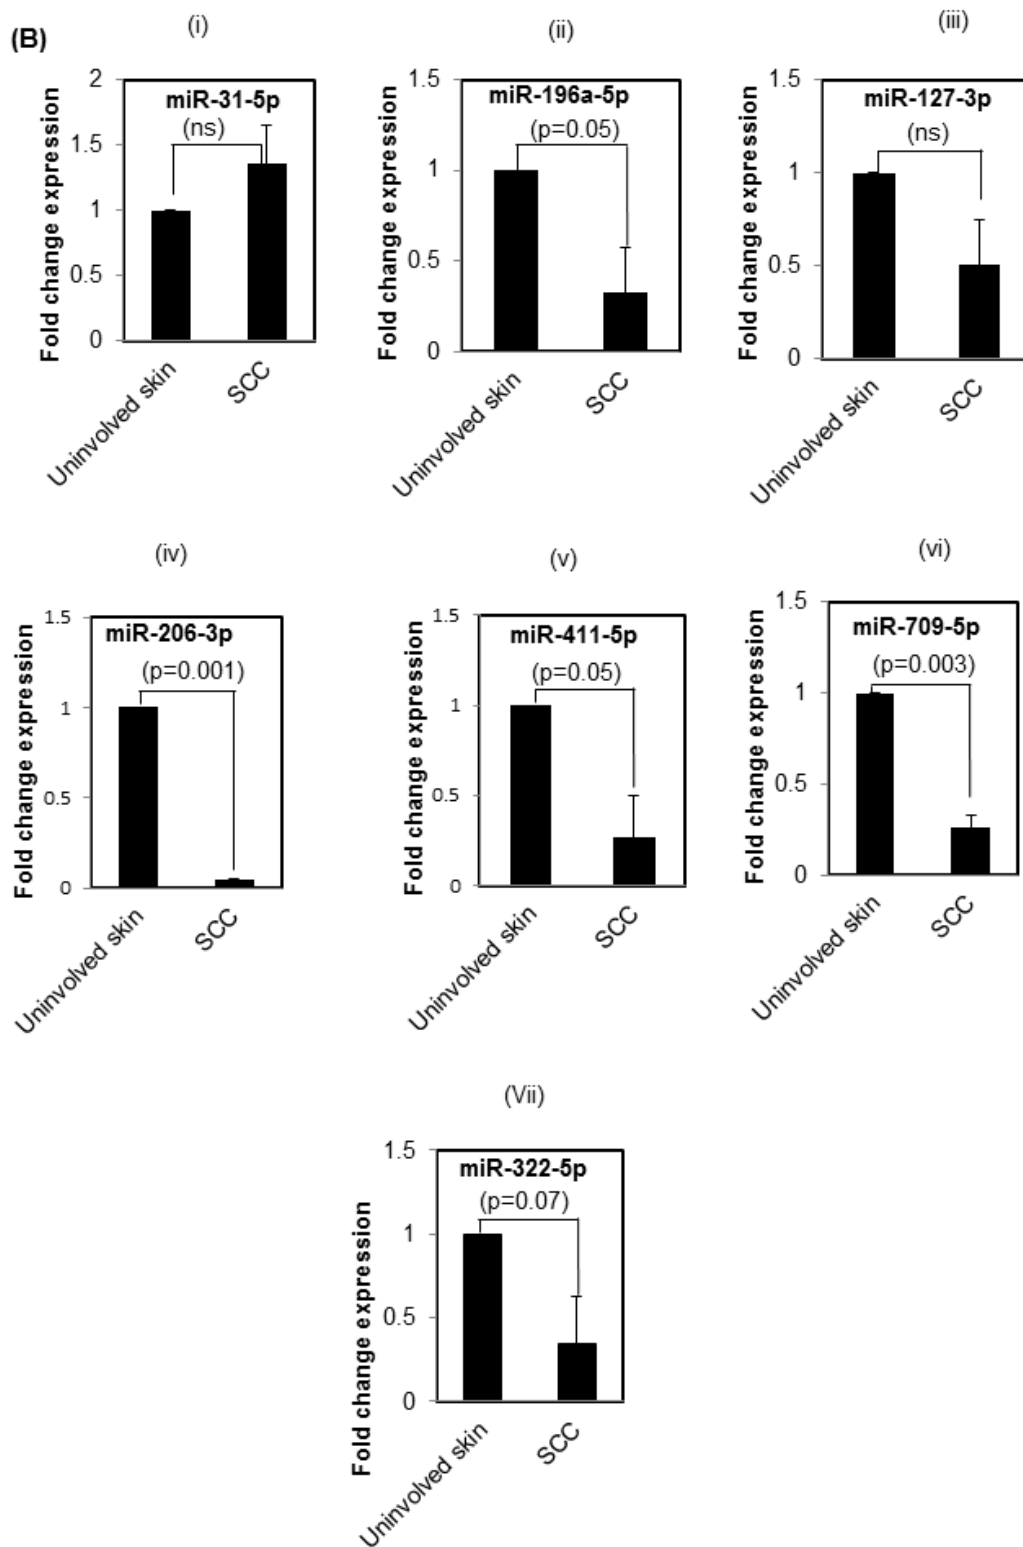 (B)
(i)
(ii)
(iii)
Fold change expression
2
1.5
1
0.5
0
miR-31-5p
(ns)
Uninvolved skin
SCC
Fold change expression
1.5
1
0.5
0
miR-196a-5p
(p=0.05)
Uninvolved skin
SCC
Fold change expression
1.5
1
0.5
0
miR-127-3p
(ns)
Uninvolved skin
SCC
(iv)
(v)
(vi)
Fold change expression
1.5
1
0.5
0
miR-206-3p
(p=0.001)
Uninvolved skin
SCC
Fold change expression
1.5
1
0.5
0
miR-411-5p
(p=0.05)
Uninvolved skin
SCC
Fold change expression
1.5
1
0.5
0
miR-709-5p
(p=0.003)
Uninvolved skin
SCC
(Vii)
Fold change expression
1.5
1
0.5
0
miR-322-5p
(p=0.07)
Uninvolved skin
SCC